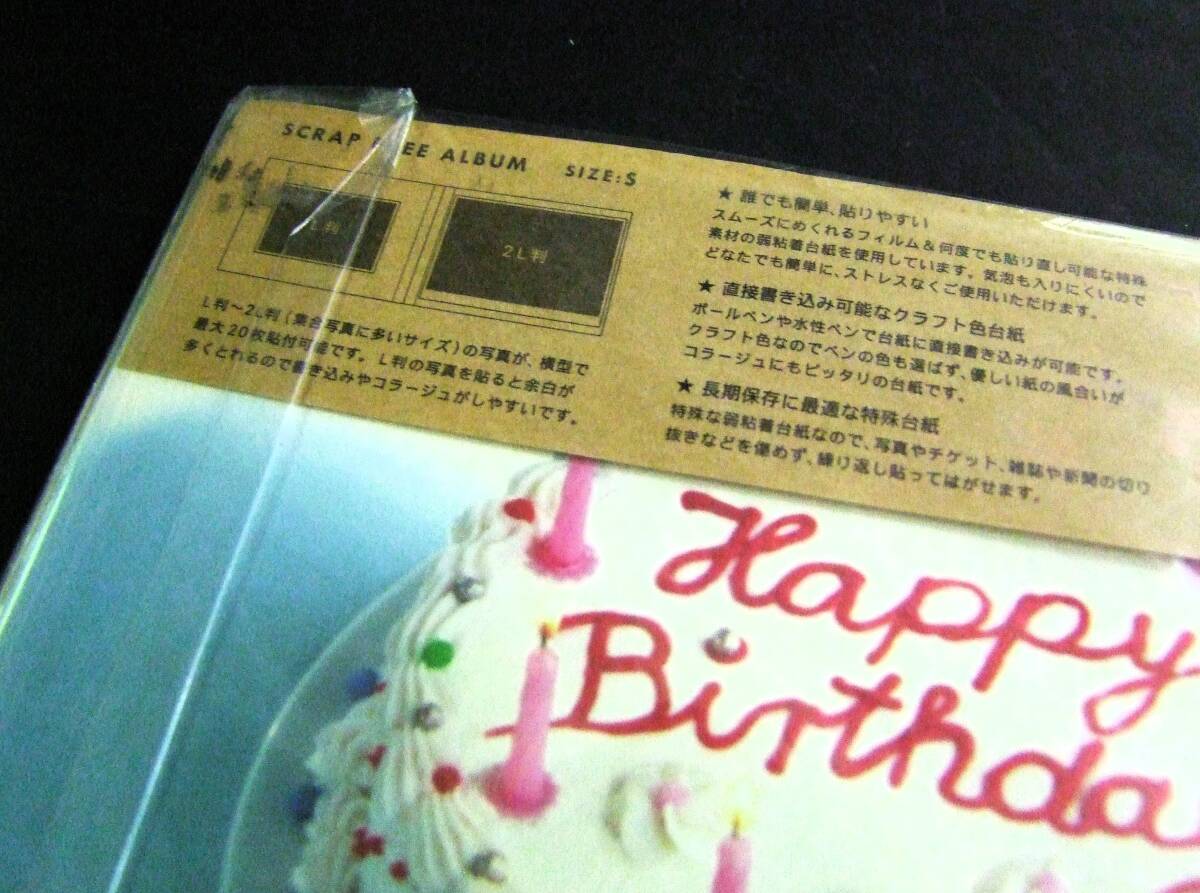 SCRAP FREE ALBUM SIZE:S
L判
2L判
L判〜2L判(集合写真に多いサイズ)の写真が、横型で
最大20枚貼付可能です。L判の写真を貼ると余白が
多くとれるので書き込みやコラージュがしやすいです。
★ 誰でも簡単、貼りやすい
スムーズにめくれるフィルム&何度でも貼り直し可能な特殊
素材の弱粘着台紙を使用しています。気泡も入りにくいので
どなたでも簡単に、ストレスなくご使用いただけます。
★ 直接書き込み可能なクラフト色台紙
ボールペンや水性ペンで台紙に直接書き込みが可能です。
クラフト色なのでペンの色も選ばず、優しい紙の風合いが
コラージュにもピッタリの台紙です。
★ 長期保存に最適な特殊台紙
特殊な弱粘着台紙なので、写真やチケット、雑誌や新聞の切り
抜きなどを傷めず、繰り返し貼ってはがせます。
Happy
Birthda